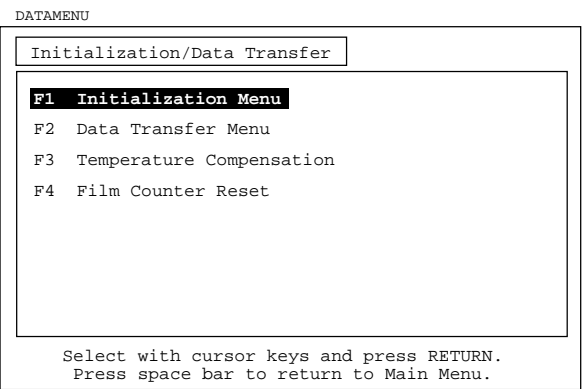 DATAMENU
Initialization/Data Transfer
F1 Initialization Menu
F2 Data Transfer Menu
F3 Temperature Compensation
F4 Film Counter Reset
Select with cursor keys and press RETURN.
Press space bar to return to Main Menu.